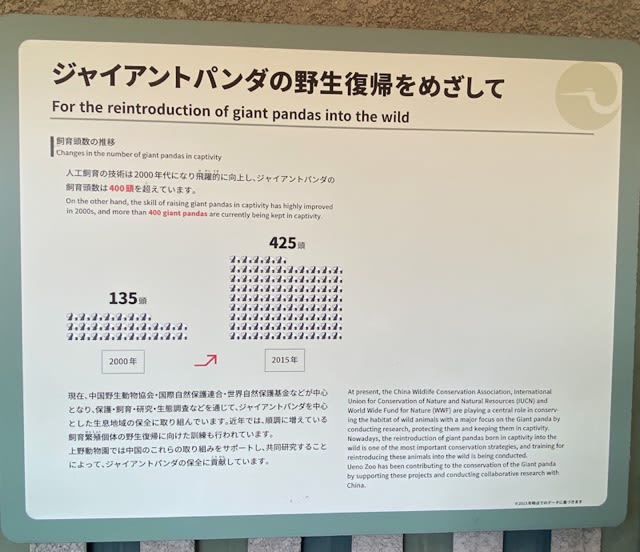 ジャイアントパンダの野生復帰をめざして
For the reintroduction of giant pandas into the wild
飼育頭数の推移
Changes in the number of giant pandas in captivity
人工飼育の技術は2000年代になり飛躍的に向上し、ジャイアントパンダの
飼育頭数は400頭を超えています。
On the other hand, the skill of raising giant pandas in captivity has highly improved
in 2000s, and more than 400 giant pandas are currently being kept in captivity.
425頭
135頭
2000年
2015年
現在、中国野生動物協会・国際自然保護連合・世界自然保護基金などが中心
となり、保護・飼育・研究・生態調査などを通じて、ジャイアントパンダを中心
とした生息地域の保全に取り組んでいます。近年では、順調に増えている
飼育繁殖個体の野生復帰に向けた訓練も行われています。
上野動物園では中国のこれらの取り組みをサポートし、共同研究すること
によって、ジャイアントパンダの保全に貢献しています。
At present, the China Wildlife Conservation Association, International
Union for Conservation of Nature and Natural Resources (IUCN) and
World Wide Fund for Nature (WWF) are playing a central role in conserv-
ing the habitat of wild animals with a major focus on the Giant panda by
conducting research, protecting them and keeping them in captivity.
Nowadays, the reintroduction of giant pandas born in captivity into the
wild is one of the most important conservation strategies, and training for
reintroducing these animals into the wild is being conducted.
Ueno Zoo has been contributing to the conservation of the Giant panda
by supporting these projects and conducting collaborative research with
China.